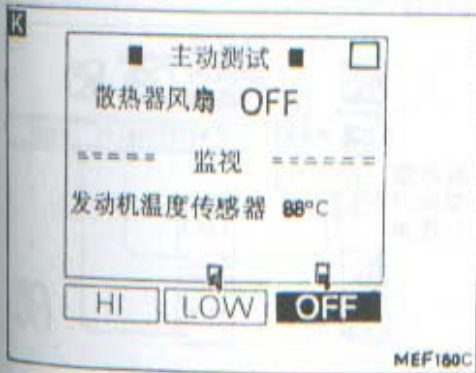 K
■ 主动测试 ■
散热器风扇 OFF
===== 监视 ======
发动机温度传感器 88°C
HI LOW OFF
MEF180C